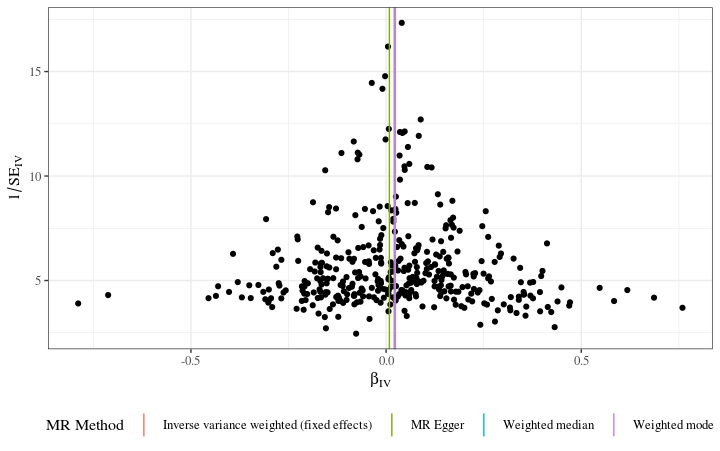 15
10
5
1/SE_IV
-0.5 0.0 0.5
β_IV
MR Method Inverse variance weighted (fixed effects) MR Egger Weighted median Weighted mode